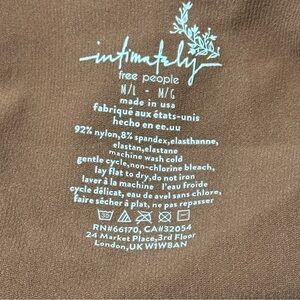 intimately
free people
M/L - M/G
made in usa
fabriqué aux états-unis
hecho en ee.uu
92% nylon,8% spandex,elasthanne,
elastan,elastane
machine wash cold
gentle cycle,non-chlorine bleach,
lay flat to dry,do not iron
laver à la machine l'eau froide
cycle délicat, eau de javel sans chlore,
faire sécher à plat, ne pas repasser
RN#66170, CA#32054
24 Market Place,3rd Floor
London,UK W1W8AN